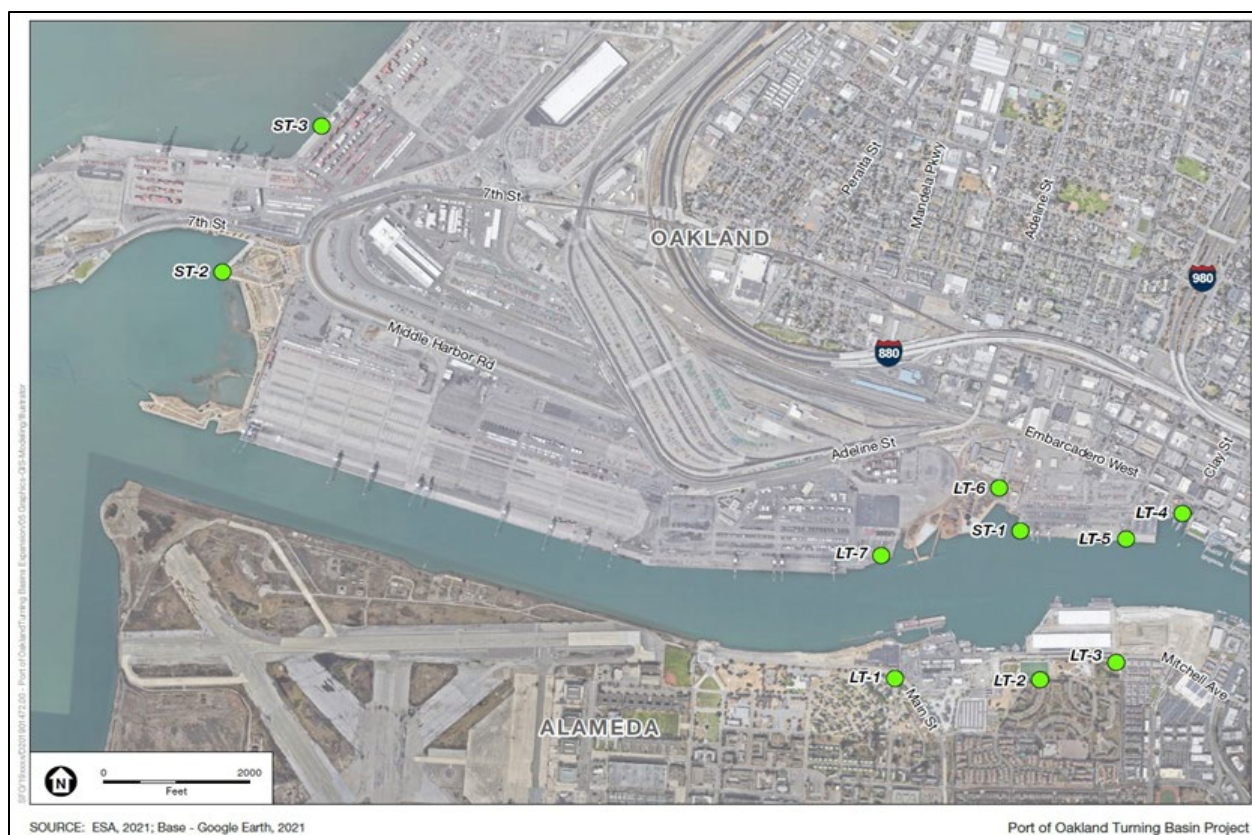 ST-3
Peralta St
Mandela Pkwy
Adeline St
7th St
7th St
OAKLAND
ST-2
980
Middle Harbor Rd
880
Adeline St
Embarcadero West
Clay St
LT-6
LT-4
ST-1
LT-5
LT-7
LT-3
LT-1
LT-2
Mitchell Ave
Main St
ALAMEDA
N
0 2000
Feet
SOURCE: ESA, 2021; Base - Google Earth, 2021
Port of Oakland Turning Basin Project